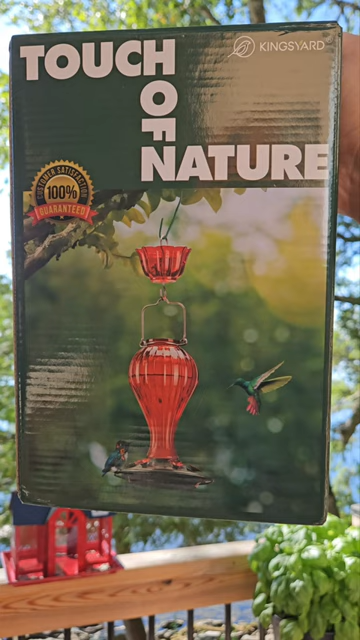 TOUCH
OF
NATURE
KINGSYARD
CUSTOMER SATISFACTION
100%
GUARANTEED